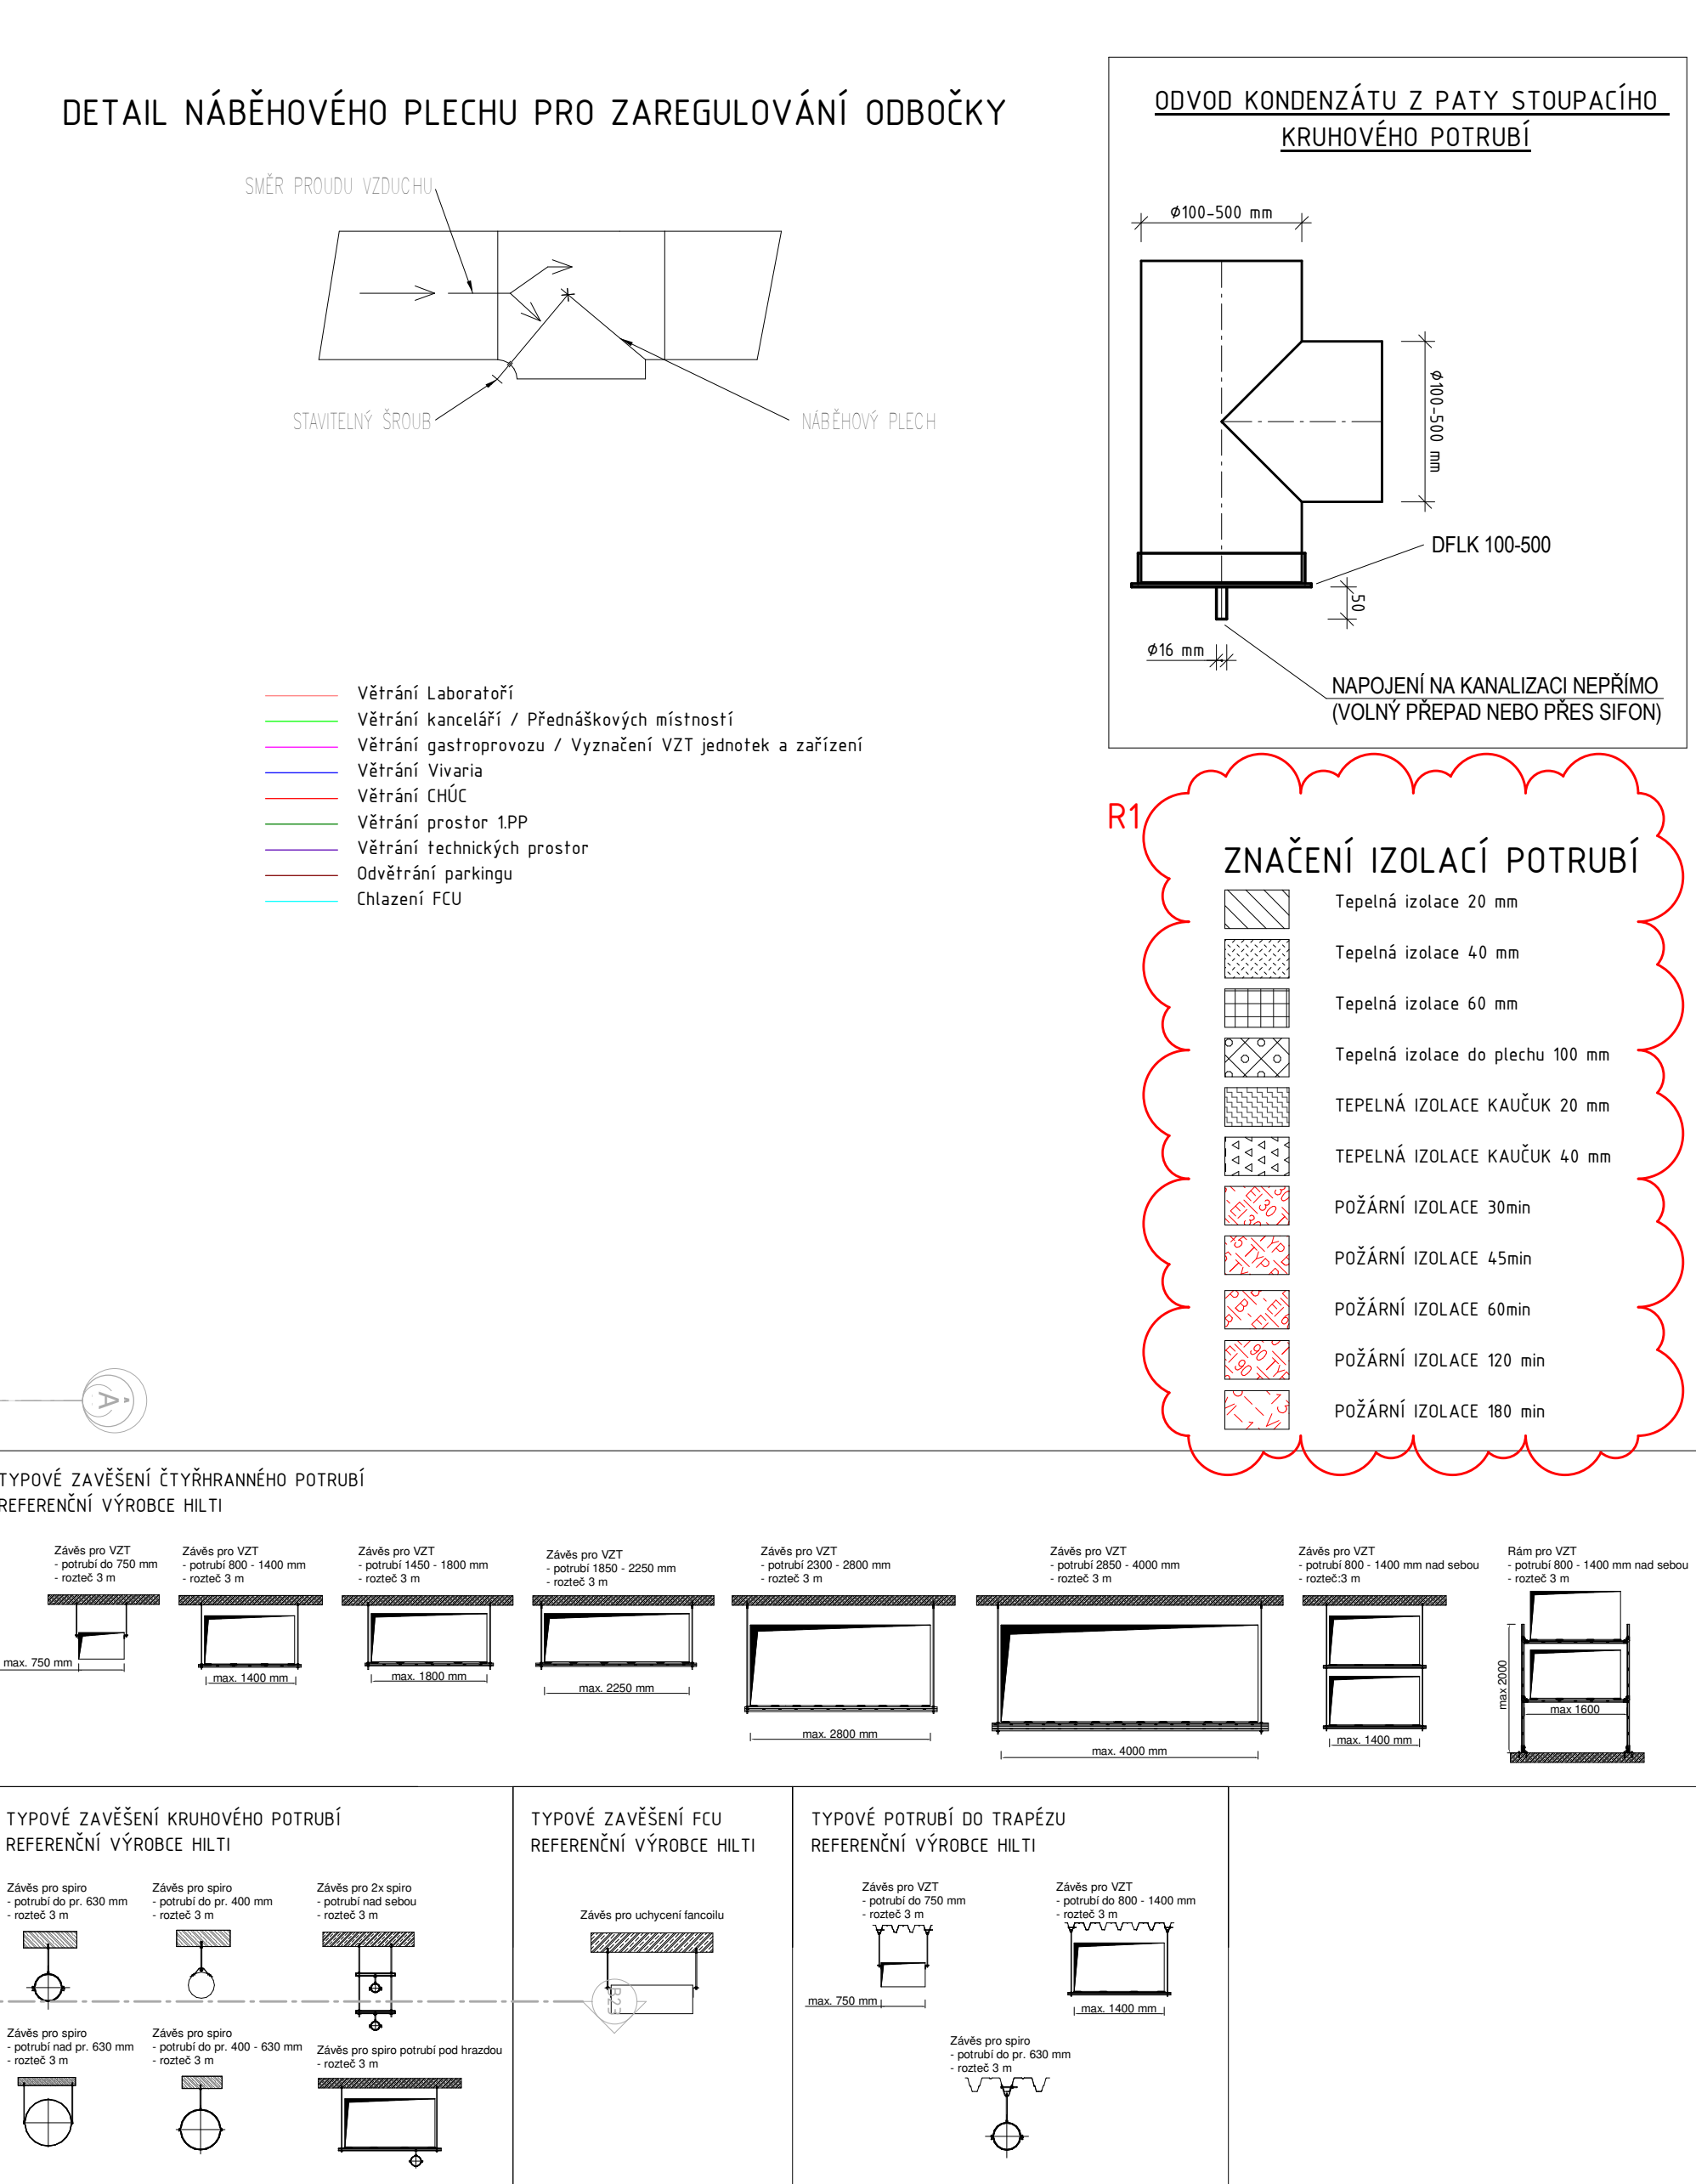 DETAIL NÁBĚHOVÉHO PLECHU PRO ZAREGULOVÁNÍ ODBOČKY
SMĚR PROUDU VZDUCHU
STAVITELNÝ ŠROUB
NÁBĚHOVÝ PLECH
ODVOD KONDENZÁTU Z PATY STOUPACÍHO
KRUHOVÉHO POTRUBÍ
Ø100-500 mm
Ø100-500 mm
DFLK 100-500
50
Ø16 mm
NAPOJENÍ NA KANALIZACI NEPŘÍMO
(VOLNÝ PŘEPAD NEBO PŘES SIFON)
Větrání Laboratoří
Větrání kanceláří / Přednáškových místností
Větrání gastroprovozu / Vyznačení VZT jednotek a zařízení
Větrání Vivaria
Větrání CHÚC
Větrání prostor 1.PP
Větrání technických prostor
Odvětrání parkingu
Chlazení FCU
R1
ZNAČENÍ IZOLACÍ POTRUBÍ
Tepelná izolace 20 mm
Tepelná izolace 40 mm
Tepelná izolace 60 mm
Tepelná izolace do plechu 100 mm
TEPELNÁ IZOLACE KAUČUK 20 mm
TEPELNÁ IZOLACE KAUČUK 40 mm
POŽÁRNÍ IZOLACE 30min
POŽÁRNÍ IZOLACE 45min
POŽÁRNÍ IZOLACE 60min
POŽÁRNÍ IZOLACE 120 min
POŽÁRNÍ IZOLACE 180 min
A
TYPOVÉ ZAVĚŠENÍ ČTYŘHRANNÉHO POTRUBÍ
REFERENČNÍ VÝROBCE HILTI
Závěs pro VZT
- potrubí do 750 mm
- rozteč 3 m
max. 750 mm
Závěs pro VZT
- potrubí 800 - 1400 mm
- rozteč 3 m
max. 1400 mm
Závěs pro VZT
- potrubí 1450 - 1800 mm
- rozteč 3 m
max. 1800 mm
Závěs pro VZT
- potrubí 1850 - 2250 mm
- rozteč 3 m
max. 2250 mm
Závěs pro VZT
- potrubí 2300 - 2800 mm
- rozteč 3 m
max. 2800 mm
Závěs pro VZT
- potrubí 2850 - 4000 mm
- rozteč 3 m
max. 4000 mm
Závěs pro VZT
- potrubí 800 - 1400 mm nad sebou
- rozteč:3 m
max. 1400 mm
Rám pro VZT
- potrubí 800 - 1400 mm nad sebou
- rozteč 3 m
max 2000
max 1600
TYPOVÉ ZAVĚŠENÍ KRUHOVÉHO POTRUBÍ
REFERENČNÍ VÝROBCE HILTI
Závěs pro spiro
- potrubí do pr. 630 mm
- rozteč 3 m
Závěs pro spiro
- potrubí do pr. 400 mm
- rozteč 3 m
Závěs pro 2x spiro
- potrubí nad sebou
- rozteč 3 m
Závěs pro spiro
- potrubí nad pr. 630 mm
- rozteč 3 m
Závěs pro spiro
- potrubí do pr. 400 - 630 mm
- rozteč 3 m
Závěs pro spiro potrubí pod hrazdou
- rozteč 3 m
TYPOVÉ ZAVĚŠENÍ FCU
REFERENČNÍ VÝROBCE HILTI
Závěs pro uchycení fancoilu
TYPOVÉ POTRUBÍ DO TRAPÉZU
REFERENČNÍ VÝROBCE HILTI
Závěs pro VZT
- potrubí do 750 mm
- rozteč 3 m
max. 750 mm
Závěs pro VZT
- potrubí do 800 - 1400 mm
- rozteč 3 m
max. 1400 mm
Závěs pro spiro
- potrubí do pr. 630 mm
- rozteč 3 m